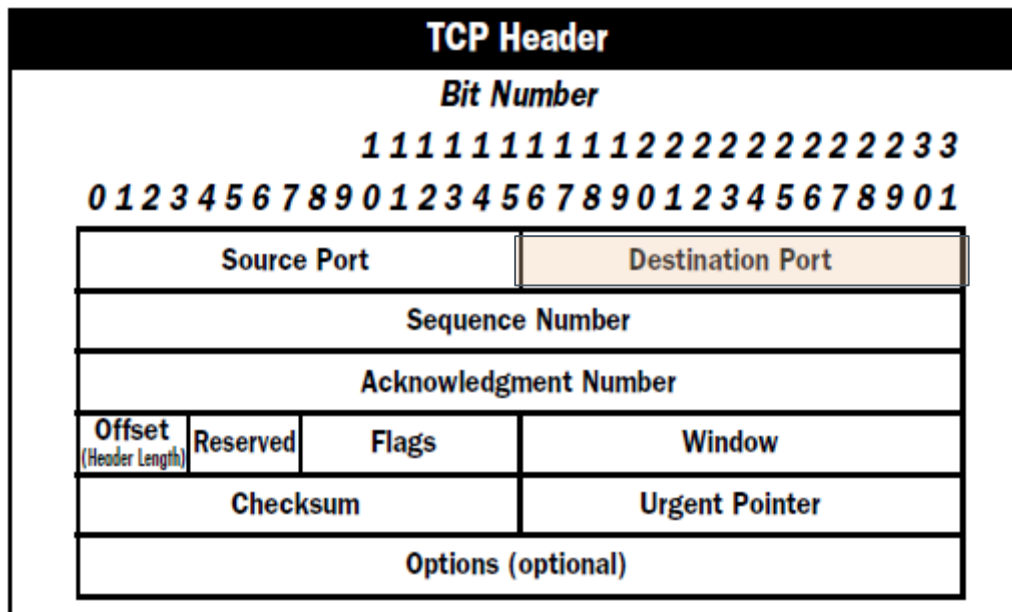 TCP Header
Bit Number
1 1 1 1 1 1 1 1 1 1 2 2 2 2 2 2 2 2 2 2 3 3
0 1 2 3 4 5 6 7 8 9 0 1 2 3 4 5 6 7 8 9 0 1 2 3 4 5 6 7 8 9 0 1
Source Port Destination Port
Sequence Number
Acknowledgment Number
Offset
(Header Length) Reserved Flags Window
Checksum Urgent Pointer
Options (optional)